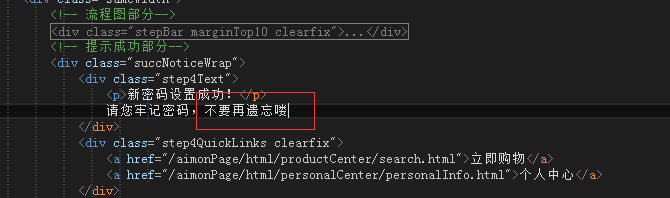 <div class="sameWidth">
<!-- 流程图部分-->
<div class="stepBar marginTop10 clearfix">...</div>
<!-- 提示成功部分-->
<div class="succNoticeWrap">
<div class="step4Text">
<p>新密码设置成功！</p>
请您牢记密码，不要再遗忘喽
</div>
<div class="step4QuickLinks clearfix">
<a href="/aimonPage/html/productCenter/search.html">立即购物</a>
<a href="/aimonPage/html/personalCenter/personalInfo.html">个人中心</a>
</div>